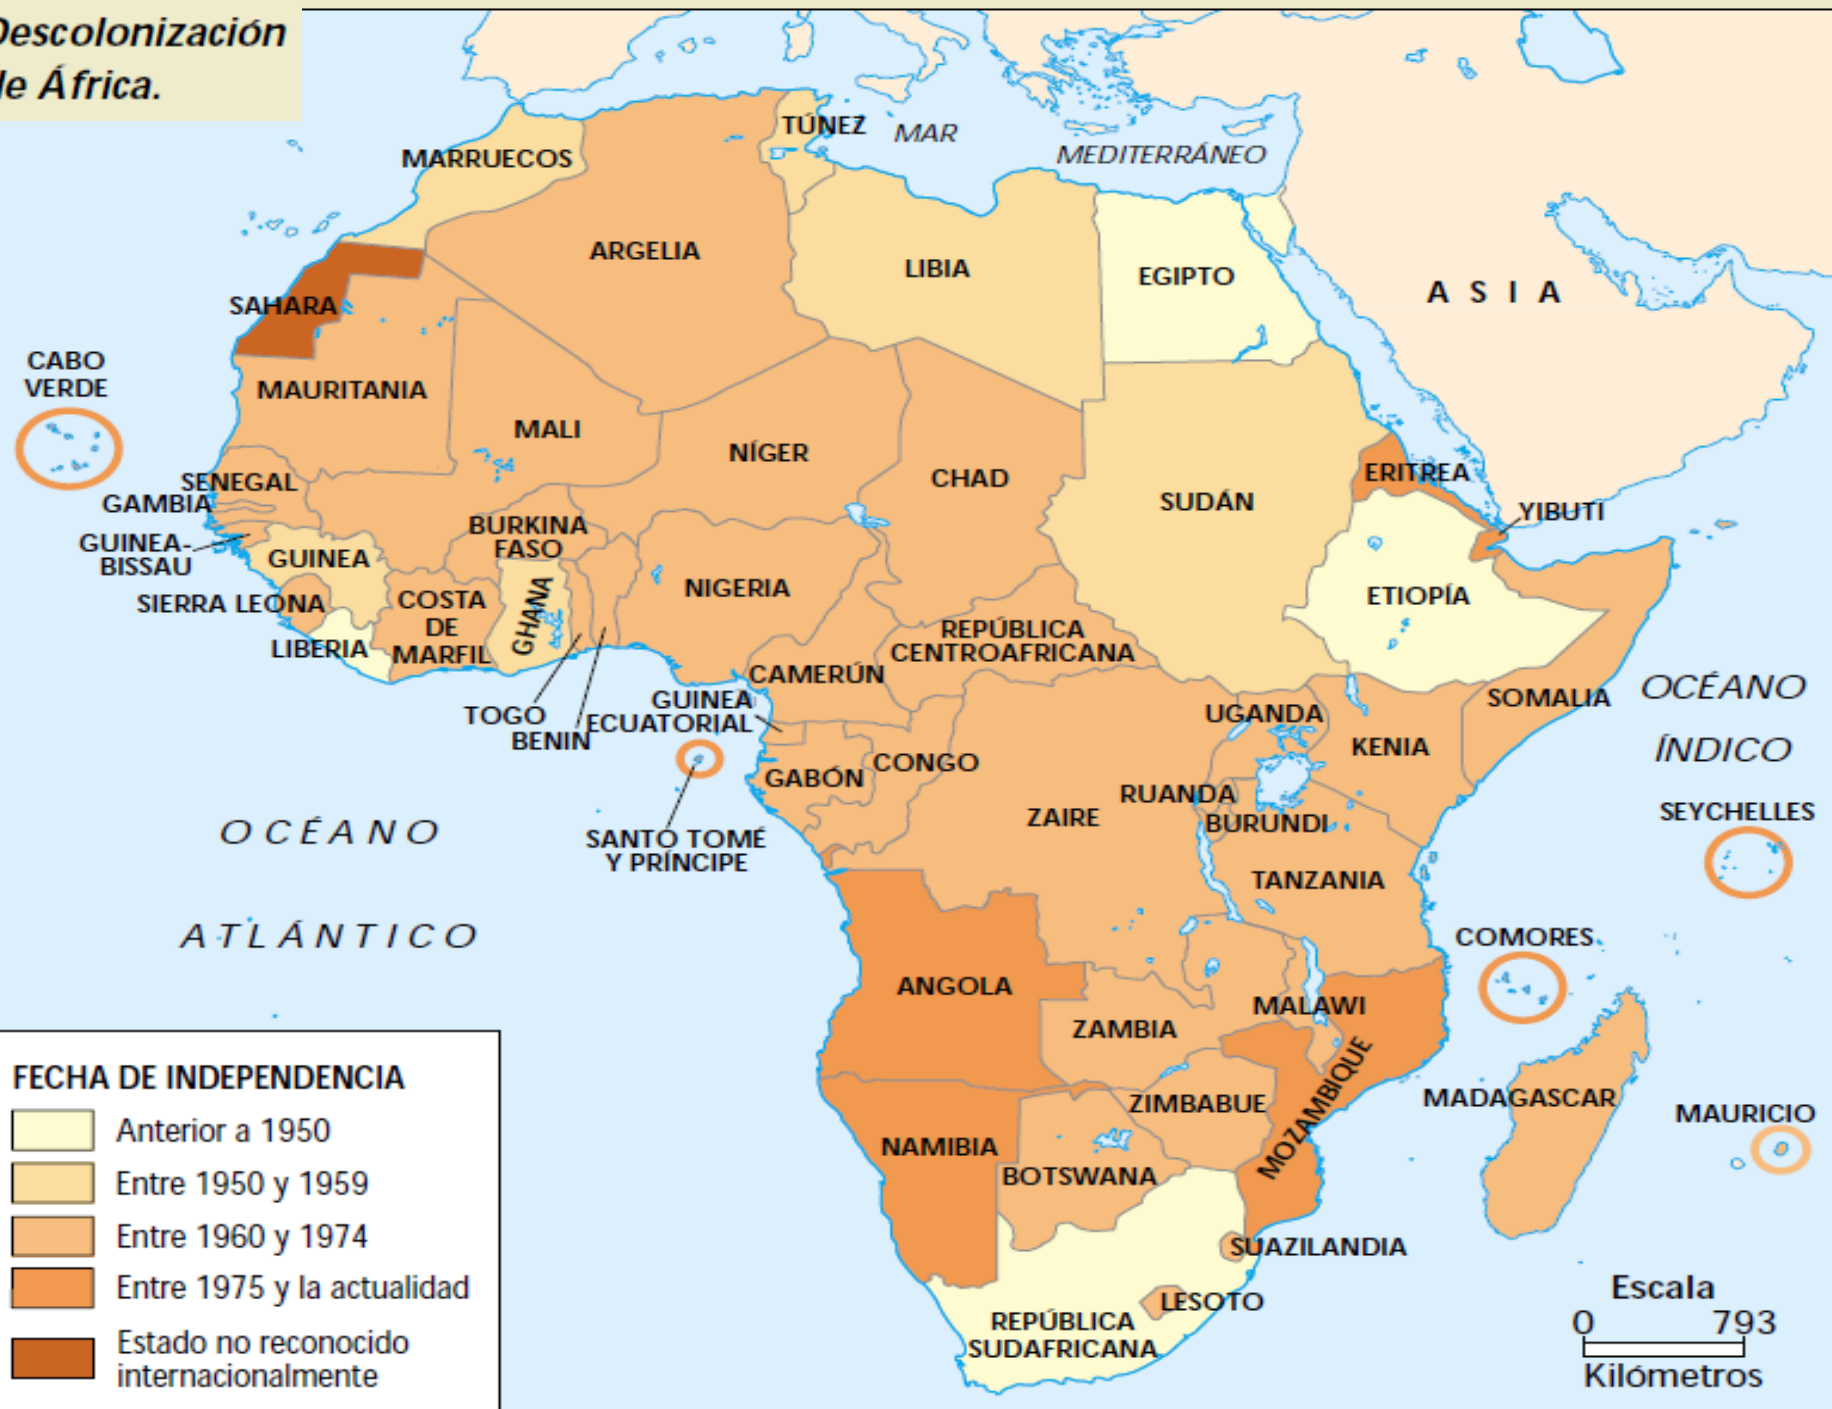 Descolonización
de África.
MAR
MEDITERRÁNEO
TÚNEZ
MARRUECOS
ARGELIA
LIBIA
EGIPTO
ASIA
SAHARA
CABO
VERDE
MAURITANIA
MALI
NÍGER
CHAD
SUDÁN
ERITREA
YIBUTI
SENEGAL
GAMBIA
GUINEA-
BISSAU
GUINEA
BURKINA
FASO
SIERRA LEONA
COSTA
DE
MARFIL
GHANA
NIGERIA
ETIOPÍA
LIBERIA
REPÚBLICA
CENTROAFRICANA
CAMERÚN
TOGO
BENIN
GUINEA
ECUATORIAL
SOMALIA
OCÉANO
ÍNDICO
UGANDA
KENIA
GABÓN
CONGO
RUANDA
BURUNDI
ZAIRE
SEYCHELLES
OCÉANO
ATLÁNTICO
SANTO TOMÉ
Y PRÍNCIPE
TANZANIA
COMORES
ANGOLA
MALAWI
ZAMBIA
MOZAMBIQUE
ZIMBABUE
MADAGASCAR
MAURICIO
NAMIBIA
BOTSWANA
SUAZILANDIA
LESOTO
REPÚBLICA
SUDAFRICANA
FECHA DE INDEPENDENCIA
Anterior a 1950
Entre 1950 y 1959
Entre 1960 y 1974
Entre 1975 y la actualidad
Estado no reconocido
internacionalmente
Escala
0 793
Kilómetros